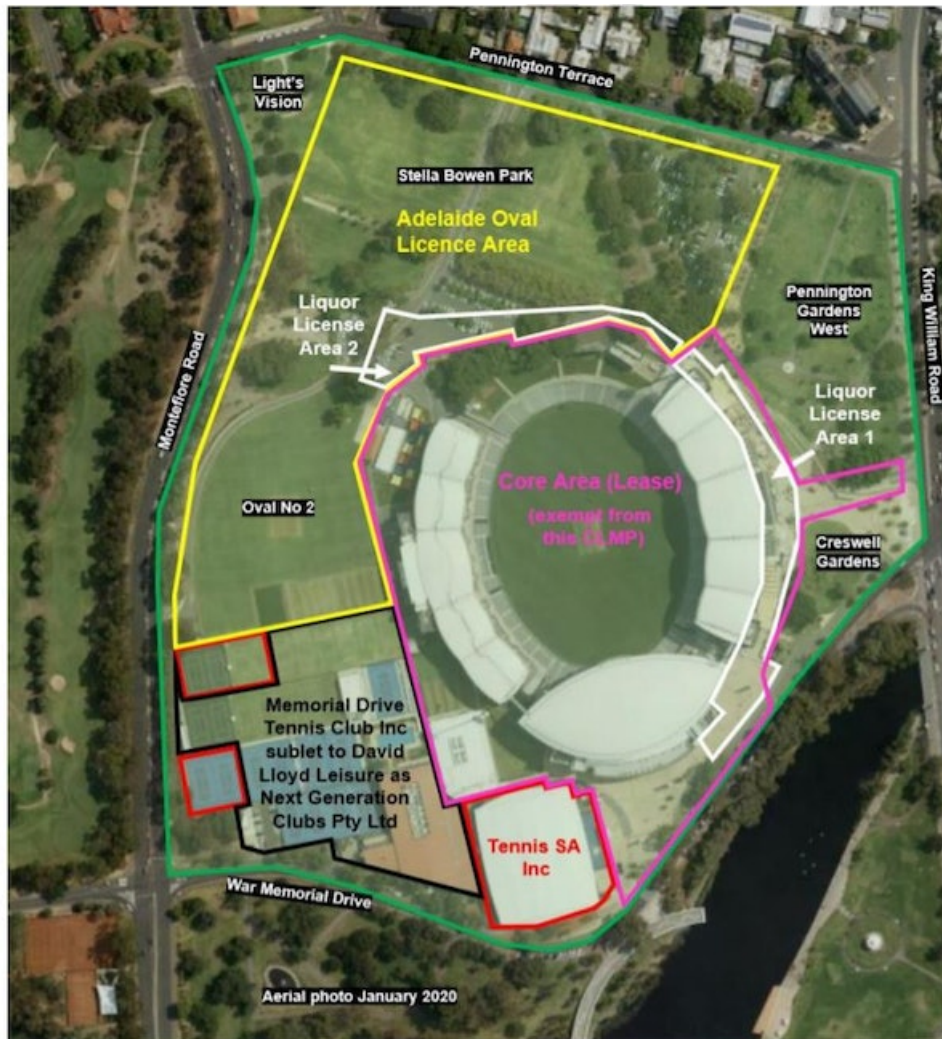 Pennington Terrace
Light's
Vision
Stella Bowen Park
Adelaide Oval
Licence Area
Liquor
License
Area 2
Pennington
Gardens
West
King William Road
Montefiore Road
Liquor
License
Area 1
Core Area (Lease)
(exempt from
this CLMP)
Oval No 2
Creswell
Gardens
Memorial Drive
Tennis Club Inc
sublet to David
Lloyd Leisure as
Next Generation
Clubs Pty Ltd
Tennis SA
Inc
War Memorial Drive
Aerial photo January 2020